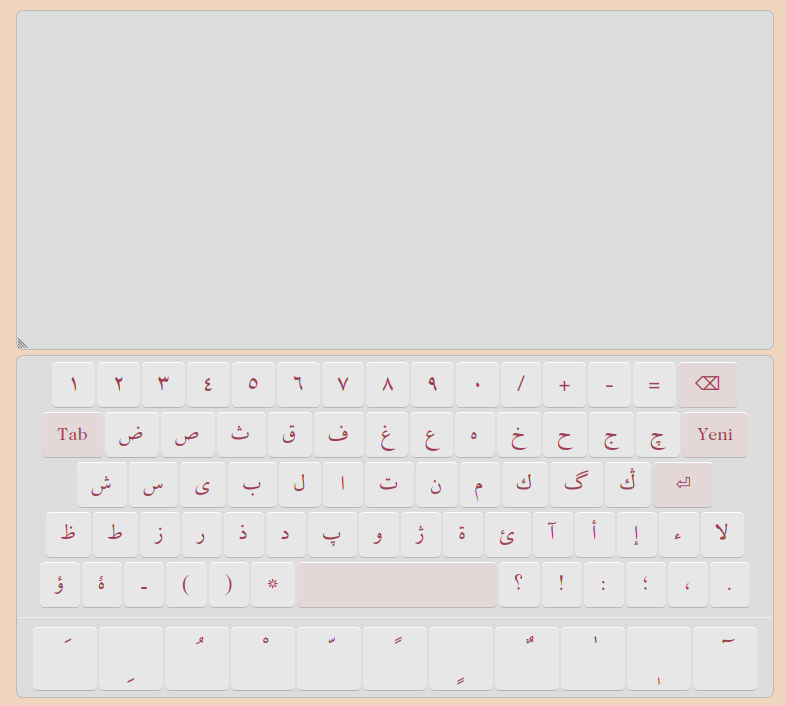 ١ ٢ ٣ ٤ ٥ ٦ ٧ ٨ ٩ ٠ / + - = ⌫
Tab ض ص ث ق ف غ ع ه خ ح ج چ Yeni
ش س ی ب ل ا ت ن م ك گ ڭ ⏎
ظ ط ز ر ذ د پ و ژ ة ئ آ أ إ ء لا
ؤ ۀ ـ ( ) * ؟ ! : ؛ ، .
َ ِ ُ ْ ّ ً ٍ ٌ ٰ ٖ ٓ